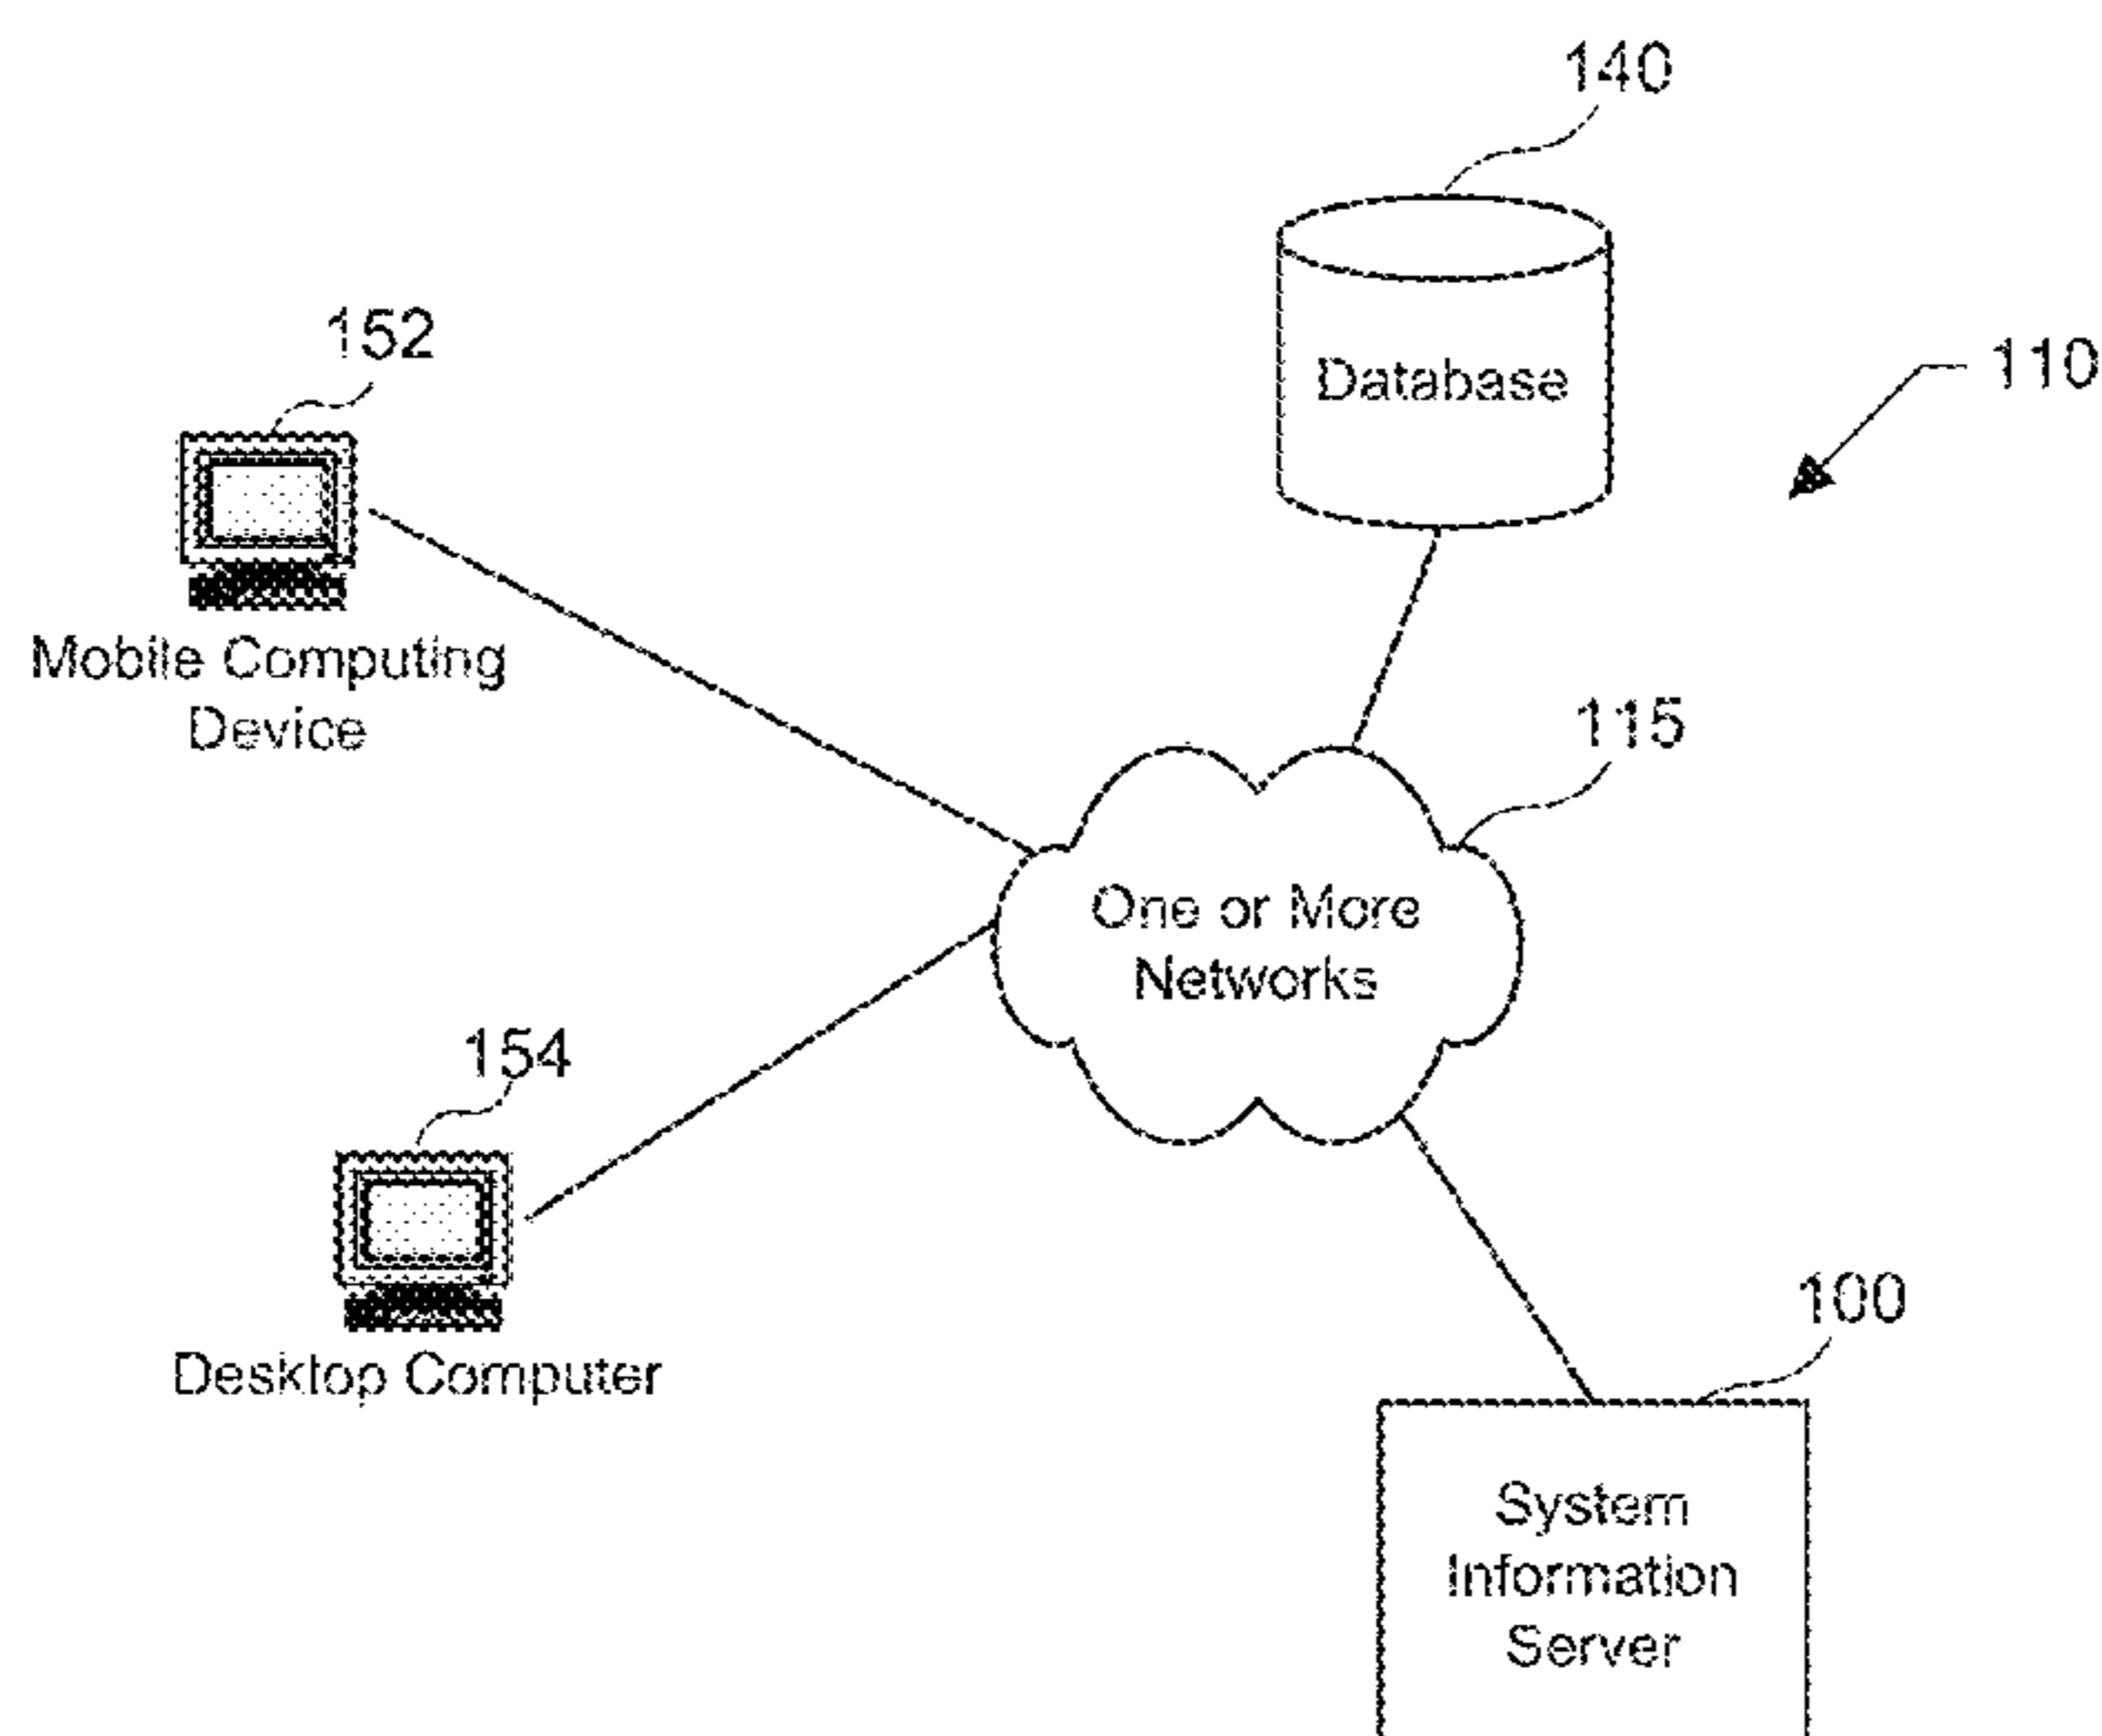 140
152
Database
110
Mobile Computing
Device
115
One or More
Networks
154
Desktop Computer
100
System
Information
Server